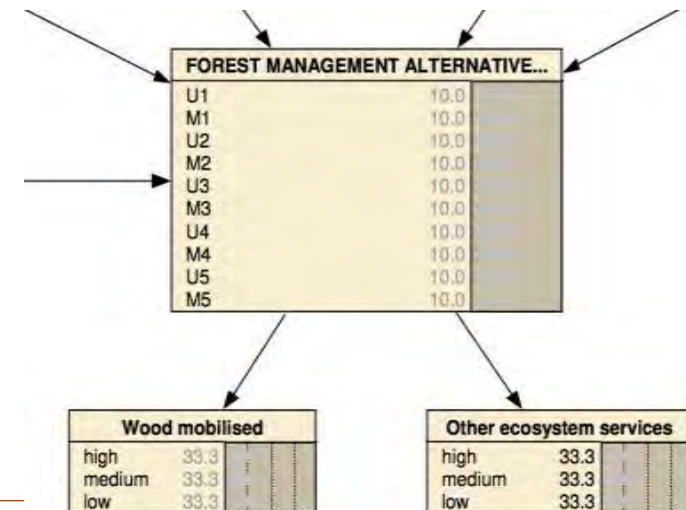 FOREST MANAGEMENT ALTERNATIVE...
U1 10.0
M1 10.0
U2 10.0
M2 10.0
U3 10.0
M3 10.0
U4 10.0
M4 10.0
U5 10.0
M5 10.0
Wood mobilised
high 33.3
medium 33.3
low 33.3
Other ecosystem services
high 33.3
medium 33.3
low 33.3